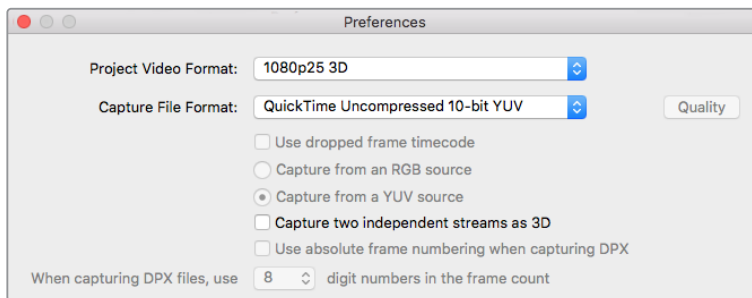 Preferences
Project Video Format: 1080p25 3D
Capture File Format: QuickTime Uncompressed 10-bit YUV Quality
Use dropped frame timecode
Capture from an RGB source
Capture from a YUV source
Capture two independent streams as 3D
Use absolute frame numbering when capturing DPX
When capturing DPX files, use 8 digit numbers in the frame count